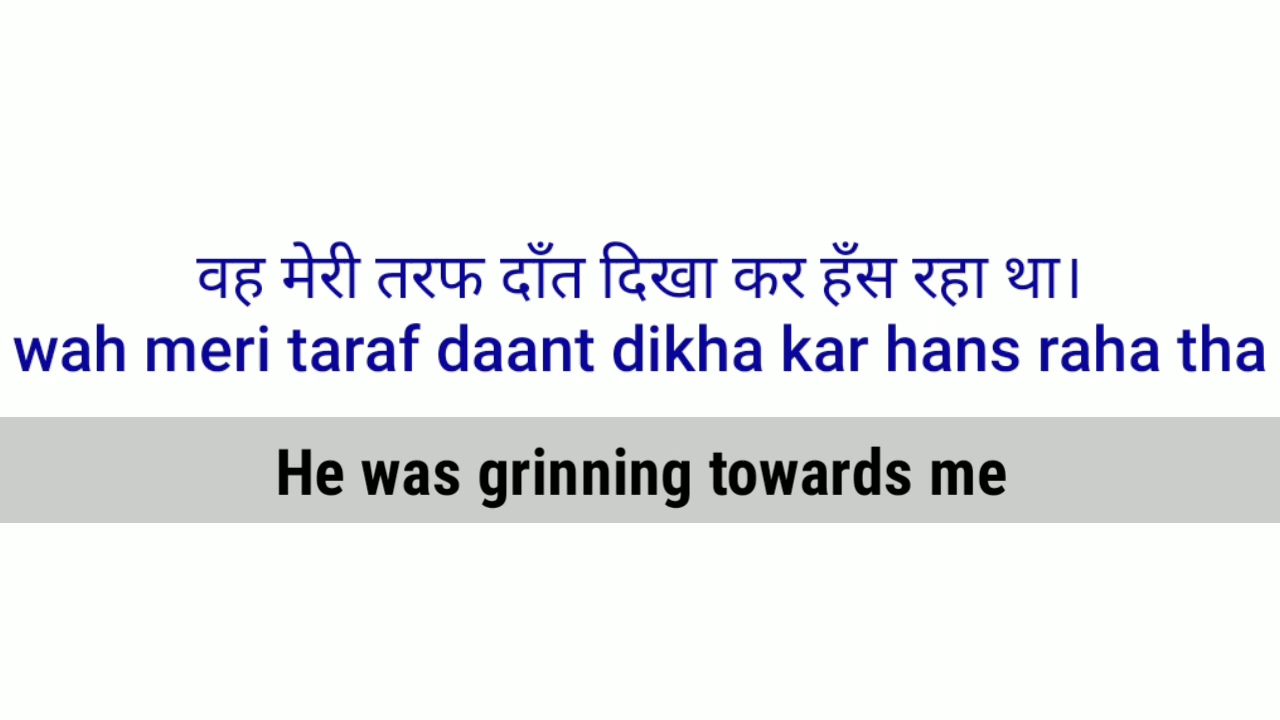 वह मेरी तरफ दाँत दिखा कर हँस रहा था।
wah meri taraf daant dikha kar hans raha tha
He was grinning towards me